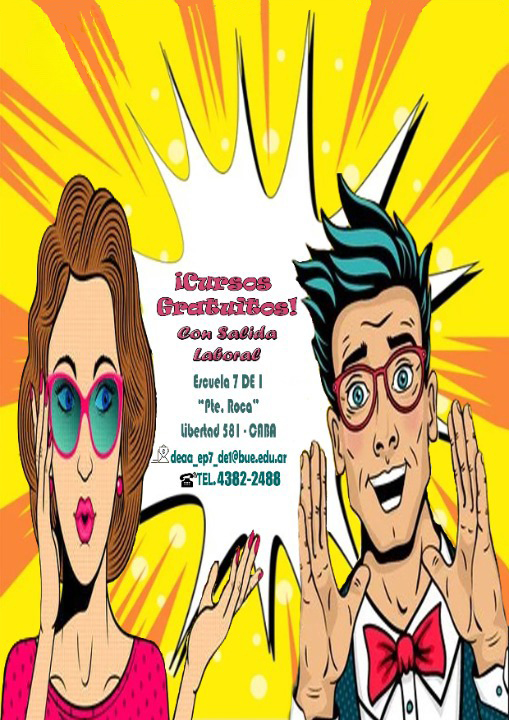 ¡Cursos
Gratuitos!
Con Salida
Laboral
Escuela 7 DE 1
"Pte. Roca"
Libertad 581 - CABA
deaa_ep7_de1@bue.edu.ar
TEL. 4382-2488